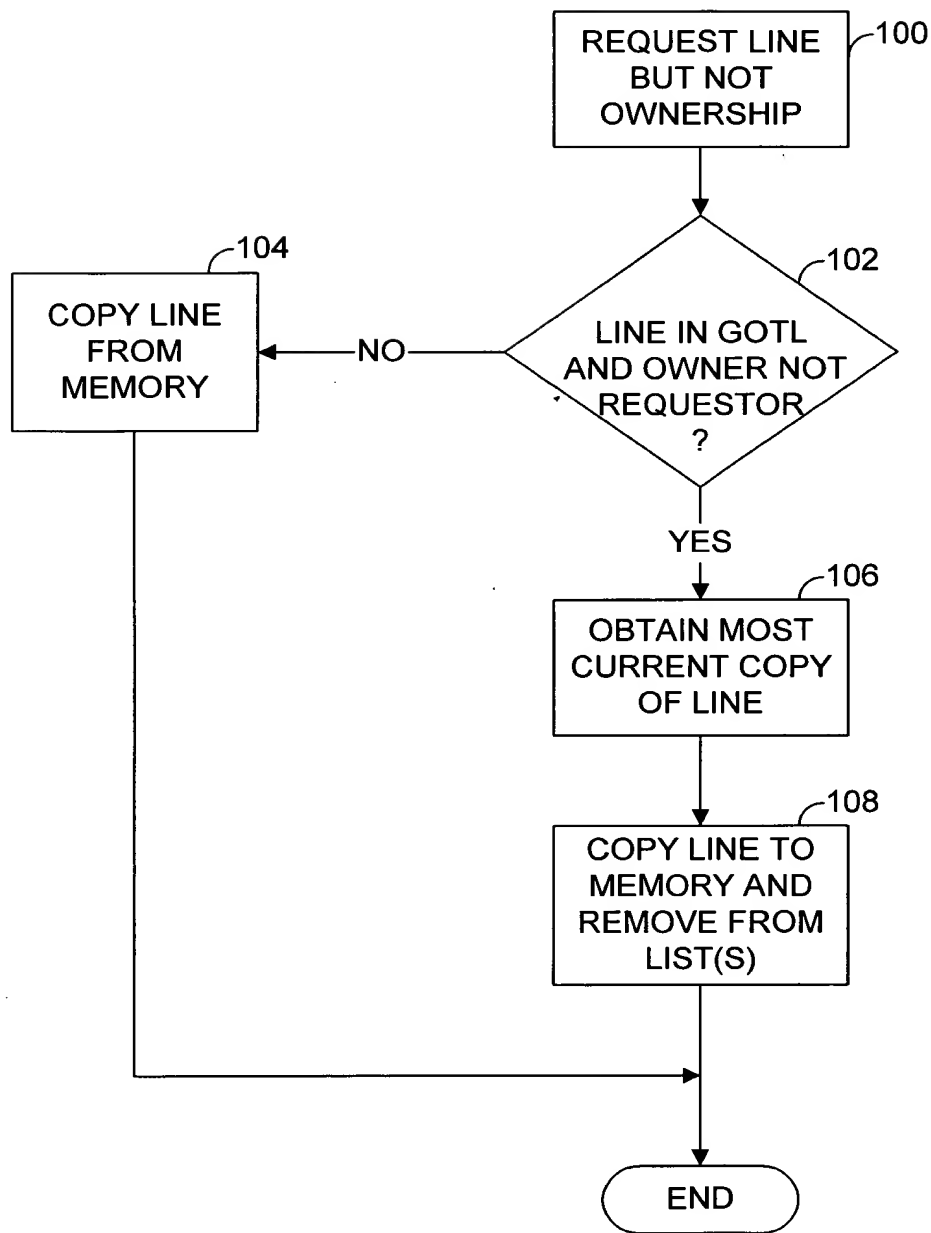 REQUEST LINE
BUT NOT
OWNERSHIP
100
102
LINE IN GOTL
AND OWNER NOT
REQUESTOR
?
104
COPY LINE
FROM
MEMORY
NO
YES
106
OBTAIN MOST
CURRENT COPY
OF LINE
108
COPY LINE TO
MEMORY AND
REMOVE FROM
LIST(S)
END